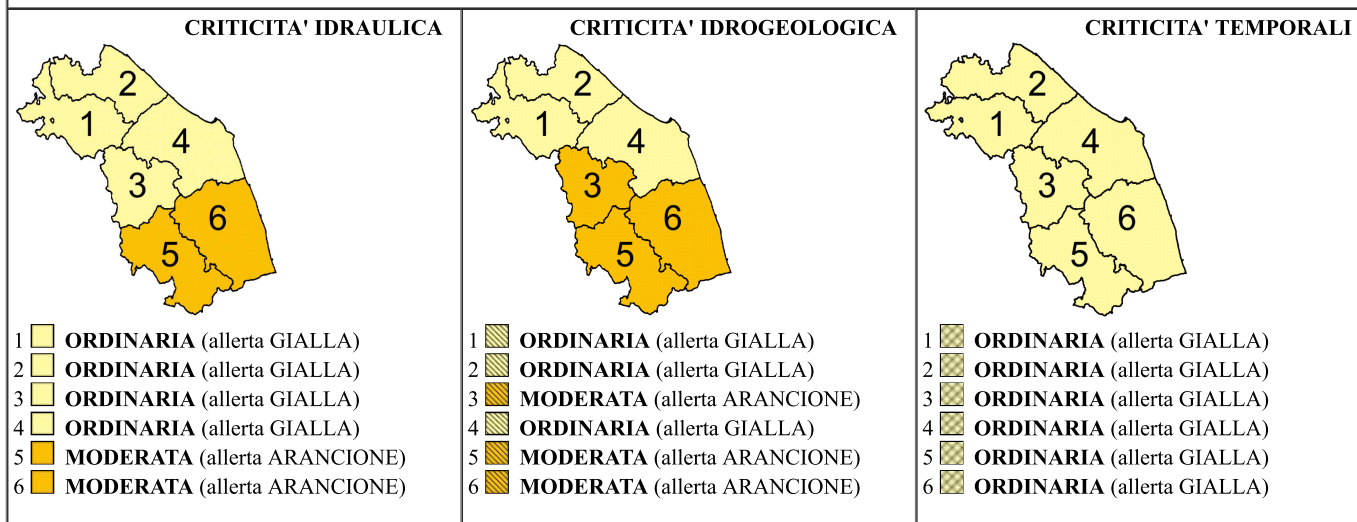 CRITICITA' IDRAULICA
2
1
4
3
6
5
1 ORDINARIA (allerta GIALLA)
2 ORDINARIA (allerta GIALLA)
3 ORDINARIA (allerta GIALLA)
4 ORDINARIA (allerta GIALLA)
5 MODERATA (allerta ARANCIONE)
6 MODERATA (allerta ARANCIONE)
CRITICITA' IDROGEOLOGICA
2
1
4
3
6
5
1 ORDINARIA (allerta GIALLA)
2 ORDINARIA (allerta GIALLA)
3 MODERATA (allerta ARANCIONE)
4 ORDINARIA (allerta GIALLA)
5 MODERATA (allerta ARANCIONE)
6 MODERATA (allerta ARANCIONE)
CRITICITA' TEMPORALI
2
1
4
3
6
5
1 ORDINARIA (allerta GIALLA)
2 ORDINARIA (allerta GIALLA)
3 ORDINARIA (allerta GIALLA)
4 ORDINARIA (allerta GIALLA)
5 ORDINARIA (allerta GIALLA)
6 ORDINARIA (allerta GIALLA)